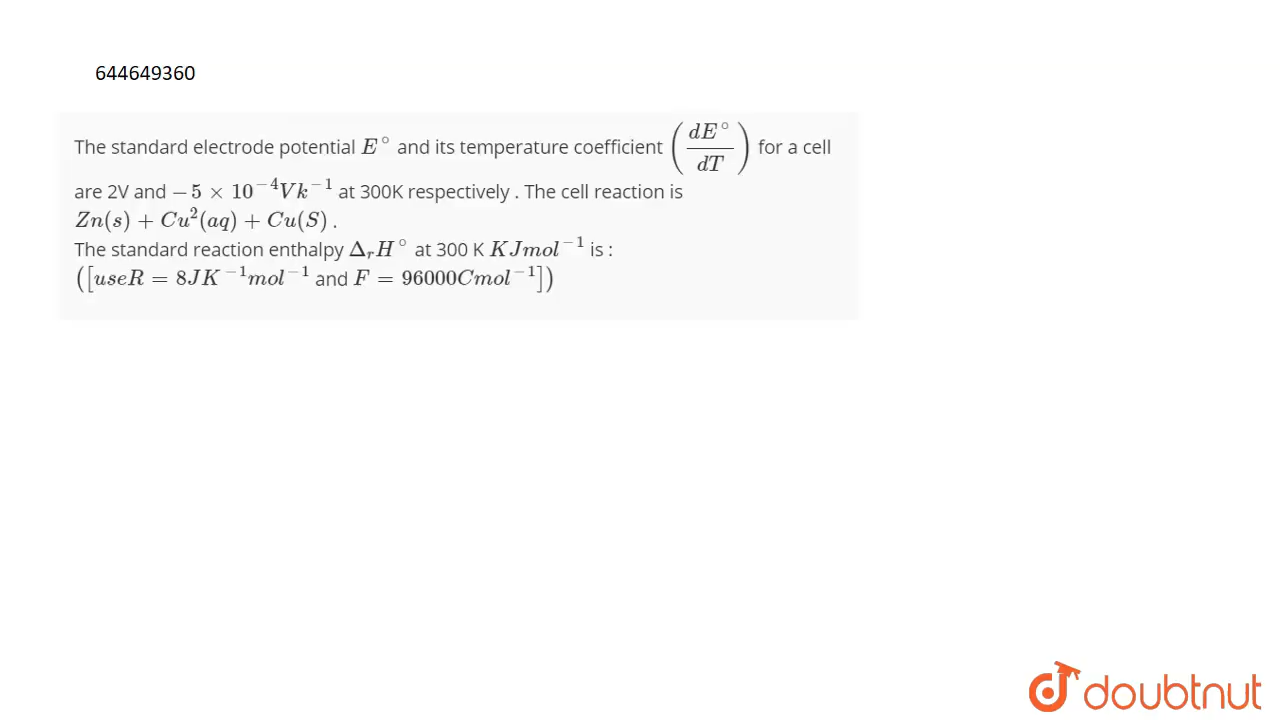 644649360
The standard electrode potential E° and its temperature coefficient (dE°/dT) for a cell
are 2V and −5 × 10⁻⁴Vk⁻¹ at 300K respectively . The cell reaction is
Zn(s) + Cu²(aq) + Cu(S) .
The standard reaction enthalpy ΔᵣH° at 300 K KJmol⁻¹ is :
([useR = 8JK⁻¹mol⁻¹ and F = 96000Cmol⁻¹])
doubtnut